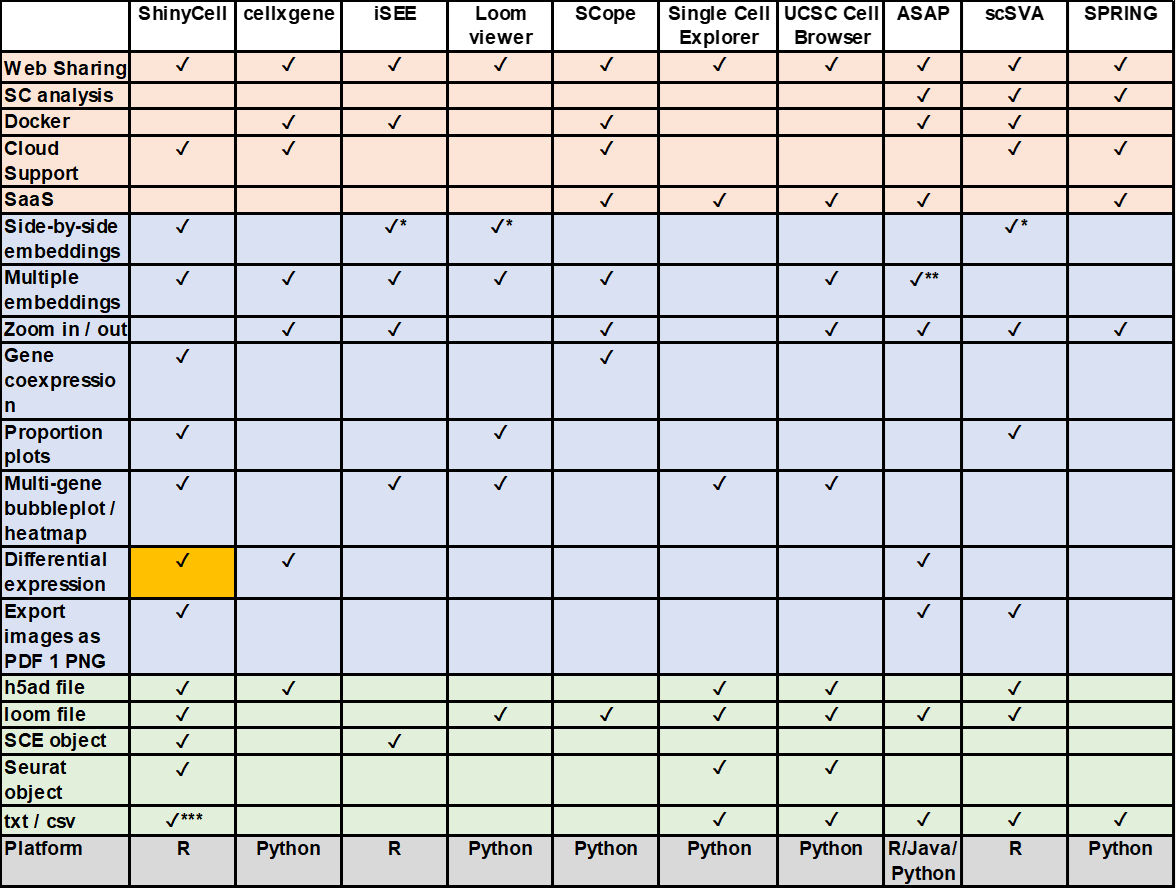 ShinyCell cellxgene iSEE Loom viewer SCope Single Cell Explorer UCSC Cell Browser ASAP scSVA SPRING
Web Sharing ✓ ✓ ✓ ✓ ✓ ✓ ✓ ✓ ✓ ✓
SC analysis ✓ ✓ ✓
Docker ✓ ✓ ✓ ✓ ✓
Cloud Support ✓ ✓ ✓ ✓ ✓
SaaS ✓ ✓ ✓ ✓ ✓
Side-by-side embeddings ✓ ✓* ✓* ✓*
Multiple embeddings ✓ ✓ ✓ ✓ ✓ ✓ ✓**
Zoom in / out ✓ ✓ ✓ ✓ ✓ ✓ ✓
Gene coexpressio n ✓ ✓
Proportion plots ✓ ✓ ✓
Multi-gene bubbleplot / heatmap ✓ ✓ ✓ ✓ ✓
Differential expression ✓ ✓ ✓
Export images as PDF 1 PNG ✓ ✓ ✓
h5ad file ✓ ✓ ✓ ✓ ✓
loom file ✓ ✓ ✓ ✓ ✓ ✓ ✓
SCE object ✓ ✓
Seurat object ✓ ✓ ✓
txt / csv ✓*** ✓ ✓ ✓ ✓ ✓
Platform R Python R Python Python Python Python R/Java/ Python R Python